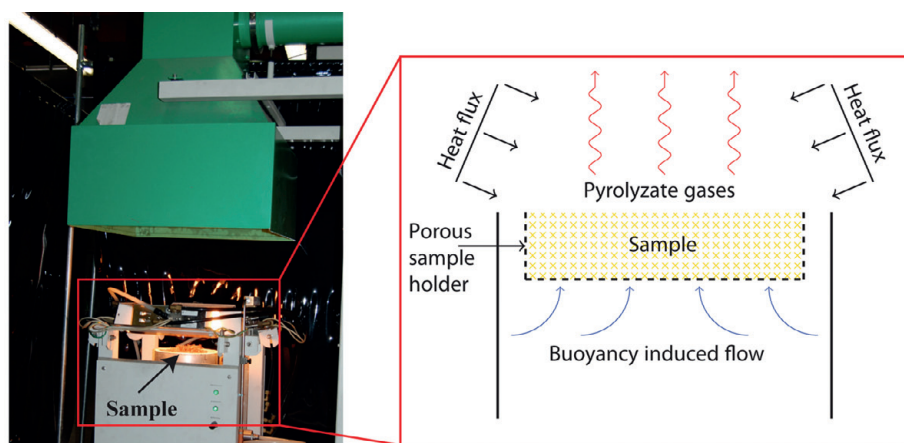 Sample
Heat flux
Heat flux
Pyrolyzate gases
Porous
sample
holder
Sample
Buoyancy induced flow